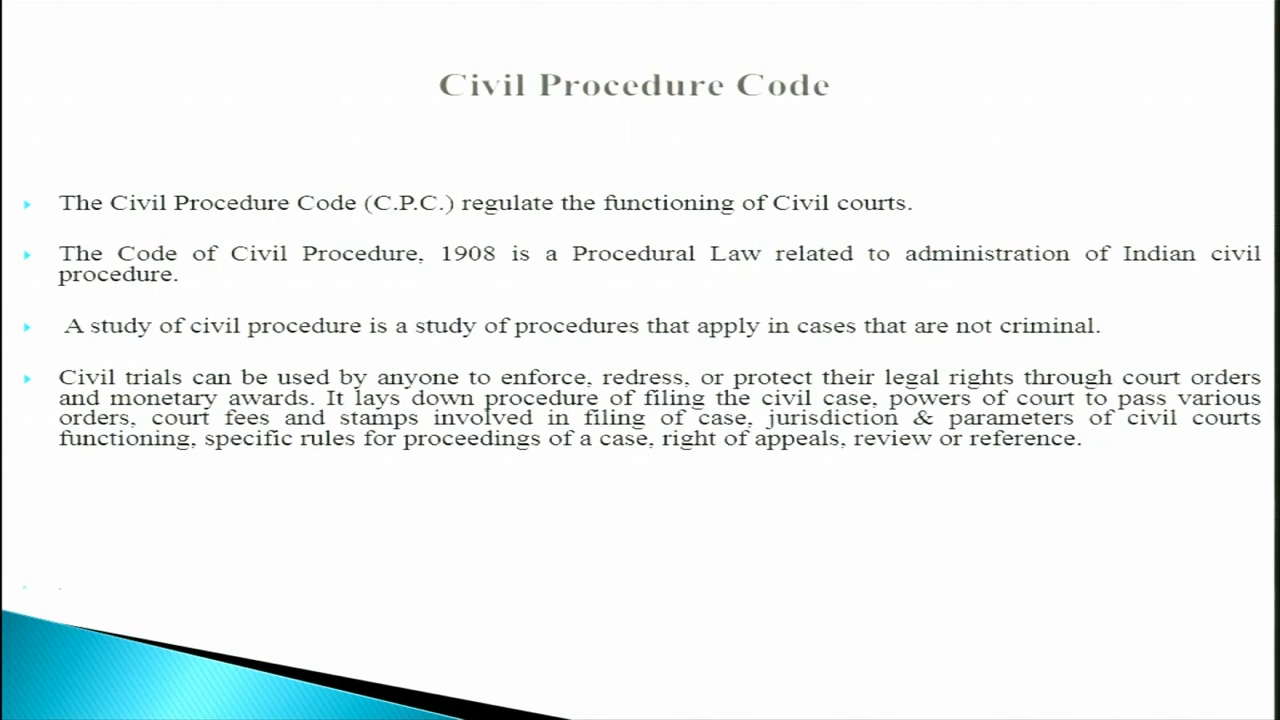 Civil Procedure Code
The Civil Procedure Code (C.P.C.) regulate the functioning of Civil courts.
The Code of Civil Procedure, 1908 is a Procedural Law related to administration of Indian civil
procedure.
A study of civil procedure is a study of procedures that apply in cases that are not criminal.
Civil trials can be used by anyone to enforce, redress, or protect their legal rights through court orders
and monetary awards. It lays down procedure of filing the civil case, powers of court to pass various
orders, court fees and stamps involved in filing of case, jurisdiction & parameters of civil courts
functioning, specific rules for proceedings of a case, right of appeals, review or reference.
.